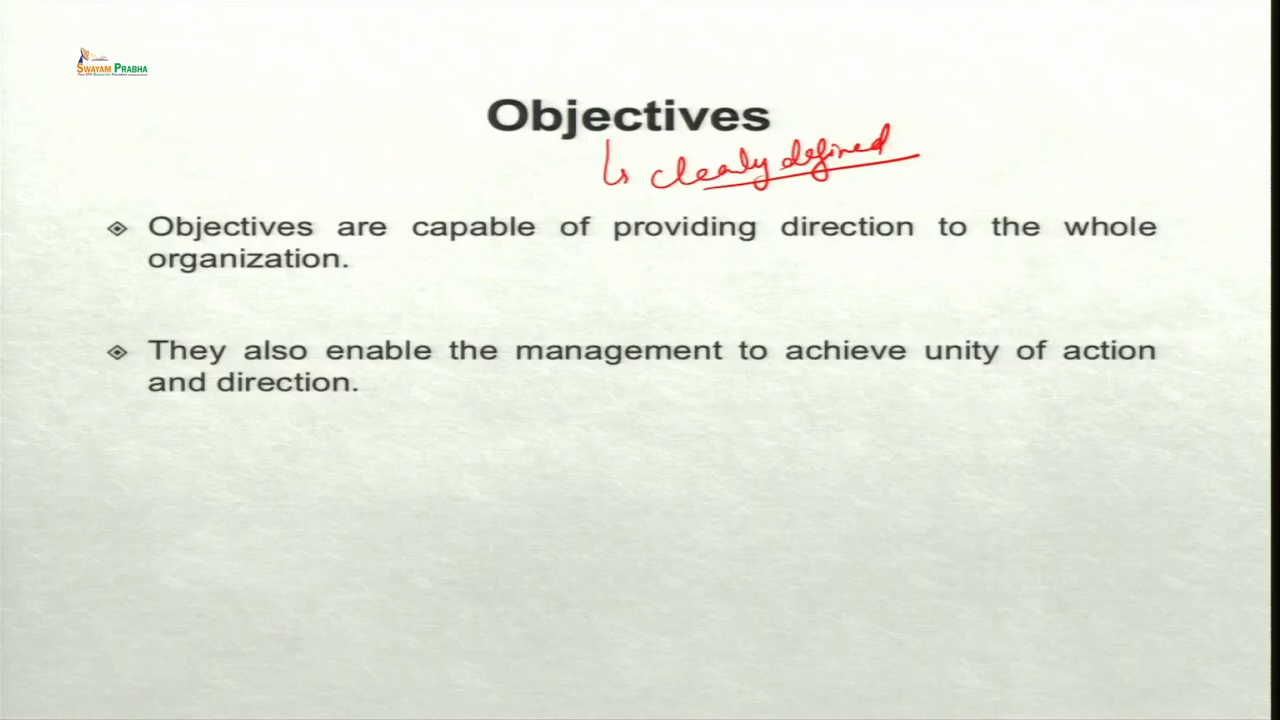 SWAYAM PRABHA
Objectives
clearly defined
Objectives are capable of providing direction to the whole
organization.
They also enable the management to achieve unity of action
and direction.